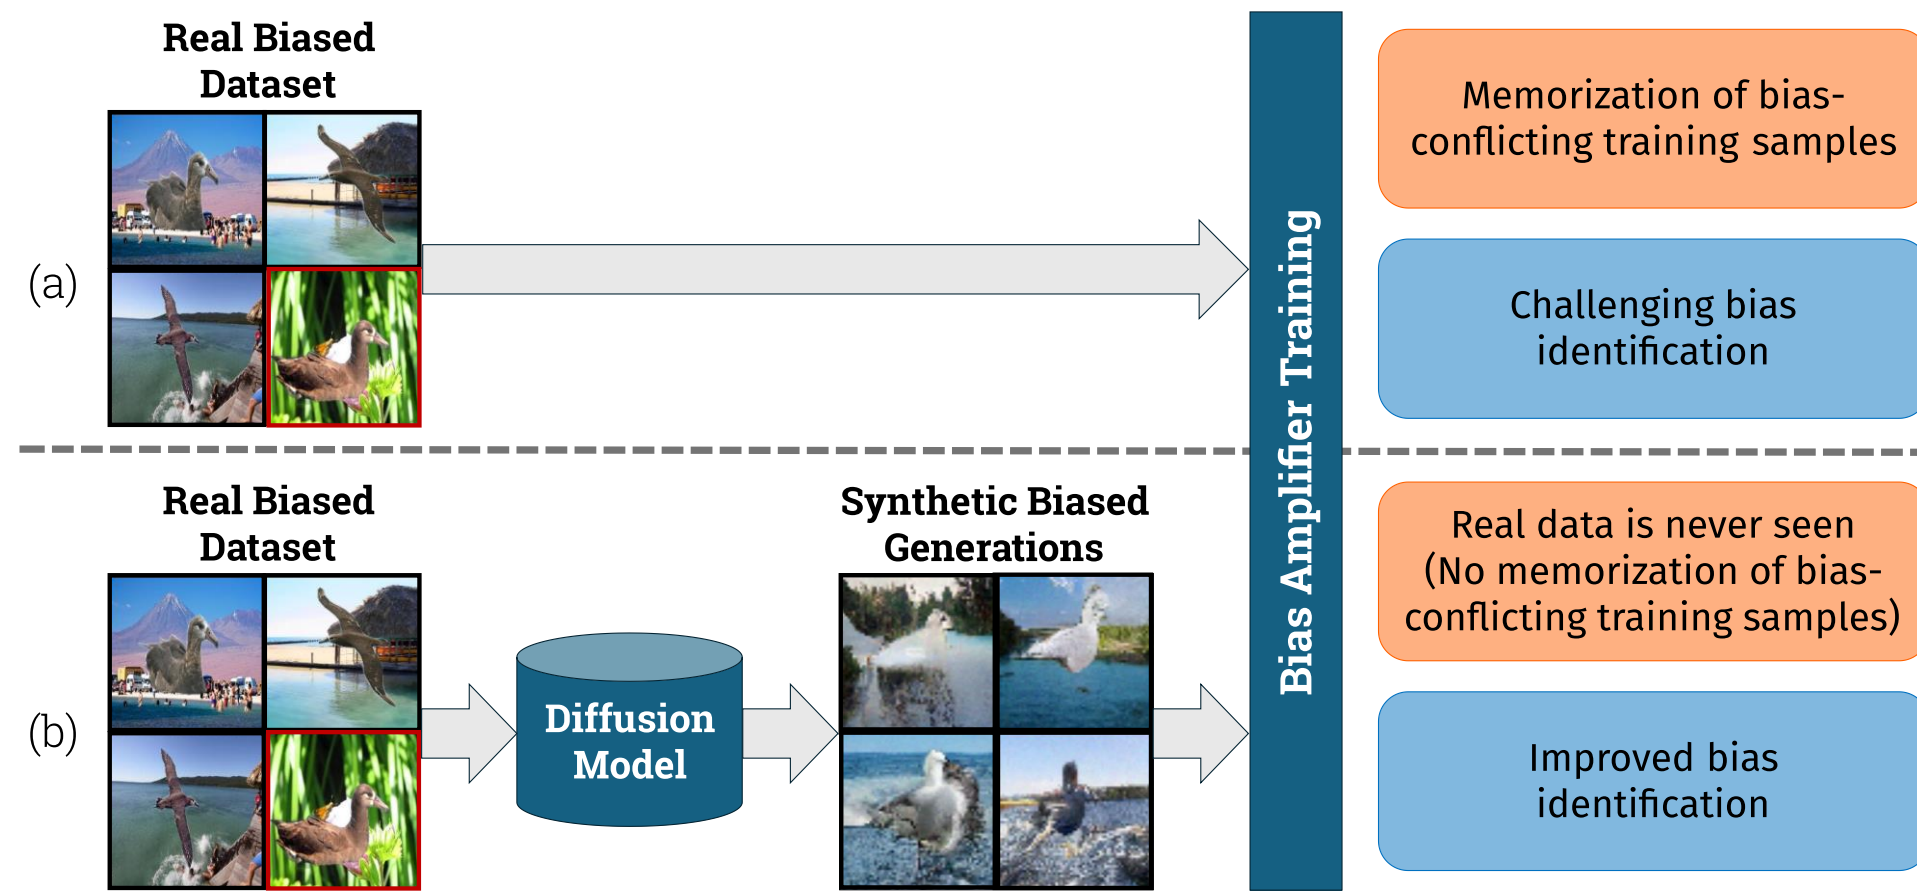 Real Biased
Dataset
(a)
Bias Amplifier Training
Memorization of bias-
conflicting training samples
Challenging bias
identification
Real Biased
Dataset
(b)
Diffusion
Model
Synthetic Biased
Generations
Real data is never seen
(No memorization of bias-
conflicting training samples)
Improved bias
identification